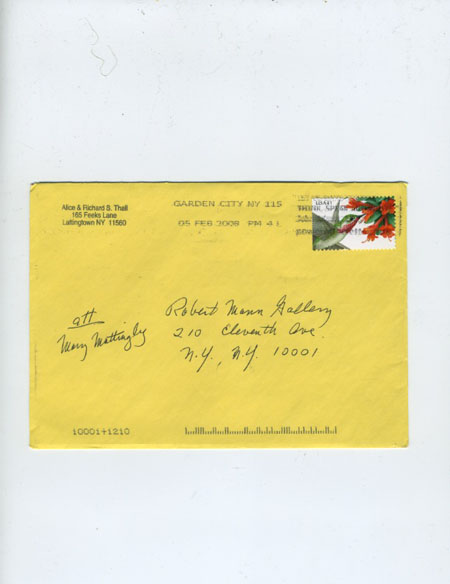 Alice & Richard S. Thall
165 Feeks Lane
Lattingtown NY 11560
GARDEN CITY NY 115
05 FEB 2008 PM 4 L
att
Mary Mattingly
Robert Mann Gallery
210 Eleventh Ave.
N.Y., N.Y. 10001
10001+1210